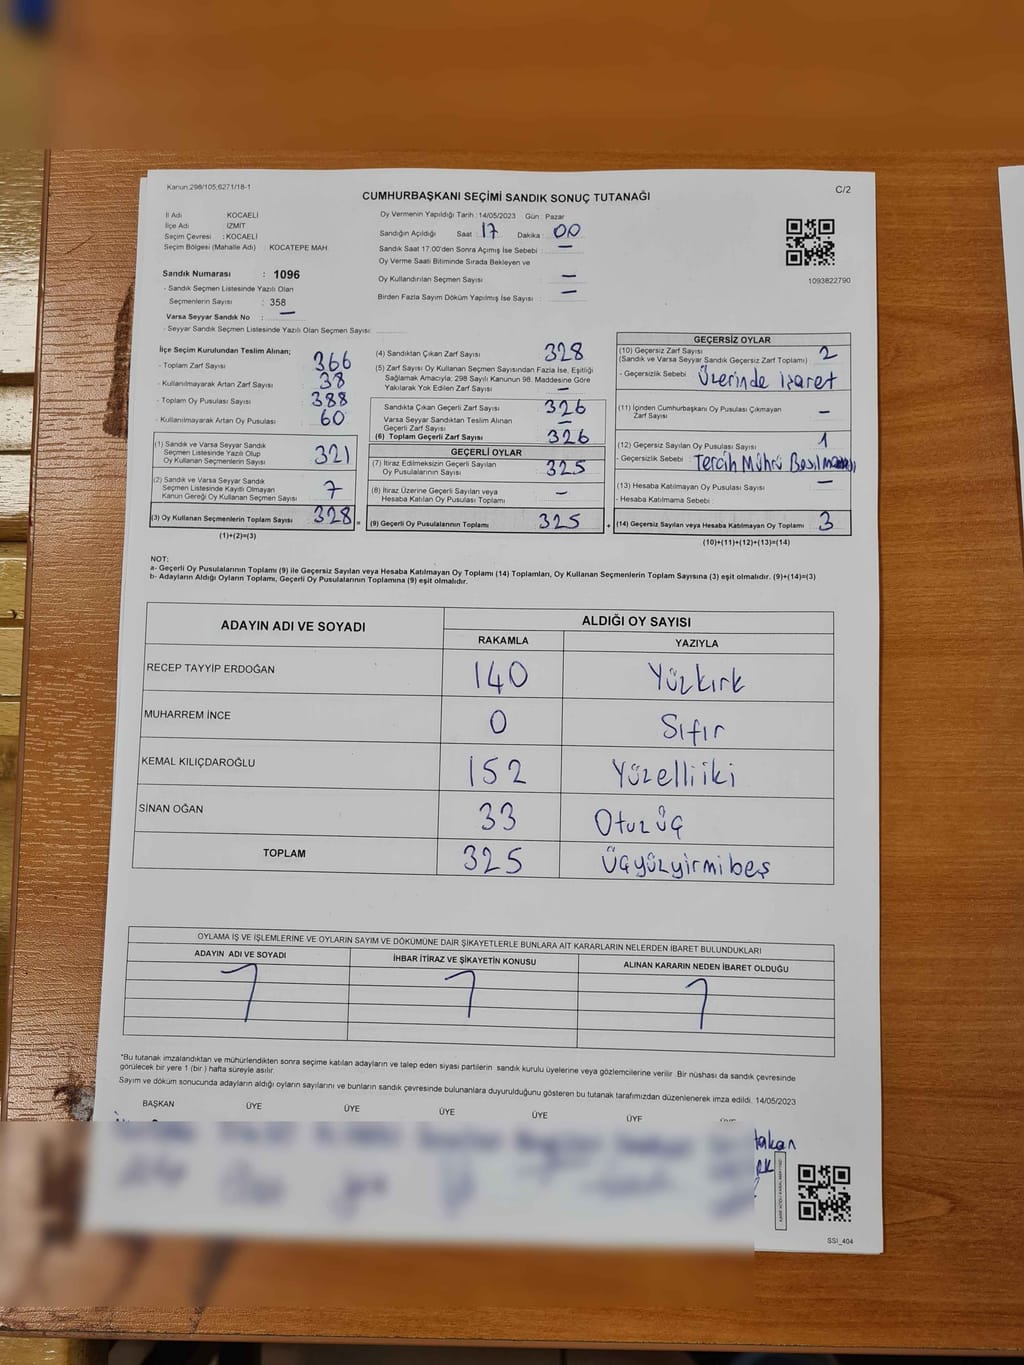 Kanun:298/105;6271/18-1
C/2
CUMHURBAŞKANI SEÇİMİ SANDIK SONUÇ TUTANAĞI
İl Adı KOCAELİ
İlçe Adı İZMİT
Seçim Çevresi : KOCAELİ
Seçim Bölgesi (Mahalle Adı) : KOCATEPE MAH.
Sandık Numarası : 1096
- Sandık Seçmen Listesinde Yazılı Olan
Seçmenlerin Sayısı : 358
Varsa Seyyar Sandık No : —
- Seyyar Sandık Seçmen Listesinde Yazılı Olan Seçmen Sayısı:
Oy Vermenin Yapıldığı Tarih : 14/05/2023 Gün : Pazar
Sandığın Açıldığı Saat 17 Dakika : 00
Sandık Saat 17:00'den Sonra Açımış İse Sebebi : —
Oy Verme Saati Bitiminde Sırada Bekleyen ve
Oy Kullandırılan Seçmen Sayısı : —
Birden Fazla Sayım Döküm Yapılmış İse Sayısı : —
1093822790
İlçe Seçim Kurulundan Teslim Alınan;
- Toplam Zarf Sayısı : 366
- Kullanılmayarak Artan Zarf Sayısı : 38
- Toplam Oy Pusulası Sayısı : 388
- Kullanılmayarak Artan Oy Pusulası : 60
(1) Sandık ve Varsa Seyyar Sandık
Seçmen Listesinde Yazılı Olup
Oy Kullanan Seçmenlerin Sayısı 321
(2) Sandık ve Varsa Seyyar Sandık
Seçmen Listesinde Kayıtlı Olmayan
Kanun Gereği Oy Kullanan Seçmen Sayısı 7
(3) Oy Kullanan Seçmenlerin Toplam Sayısı 328 =
(1)+(2)=(3)
(4) Sandıktan Çıkan Zarf Sayısı 328
(5) Zarf Sayısı Oy Kullanan Seçmen Sayısından Fazla İse, Eşitliği
Sağlamak Amacıyla; 298 Sayılı Kanunun 98. Maddesine Göre
Yakılarak Yok Edilen Zarf Sayısı —
Sandıkta Çıkan Geçerli Zarf Sayısı 326
Varsa Seyyar Sandıktan Teslim Alınan
Geçerli Zarf Sayısı —
(6) Toplam Geçerli Zarf Sayısı 326
GEÇERLİ OYLAR
(7) İtiraz Edilmeksizin Geçerli Sayılan
Oy Pusulalarının Sayısı 325
(8) İtiraz Üzerine Geçerli Sayılan veya
Hesaba Katılan Oy Pusulası Toplamı —
(9) Geçerli Oy Pusulalarının Toplamı 325 +
GEÇERSİZ OYLAR
(10) Geçersiz Zarf Sayısı 2
(Sandık ve Varsa Seyyar Sandık Geçersiz Zarf Toplamı)
- Geçersizlik Sebebi : Üzerinde işaret
(11) İçinden Cumhurbaşkanı Oy Pusulası Çıkmayan
Zarf Sayısı —
(12) Geçersiz Sayılan Oy Pusulası Sayısı 1
- Geçersizlik Sebebi : Tercih Mührü
(13) Hesaba Katılmayan Oy Pusulası Sayısı —
- Hesaba Katılmama Sebebi
(14) Geçersiz Sayılan veya Hesaba Katılmayan Oy Toplamı 3
(10)+(11)+(12)+(13)=(14)
NOT:
a- Geçerli Oy Pusulalarının Toplamı (9) ile Geçersiz Sayılan veya Hesaba Katılmayan Oy Toplamı (14) Toplamları, Oy Kullanan Seçmenlerin Toplam Sayısına (3) eşit olmalıdır. (9)+(14)=(3)
b- Adayların Aldığı Oyların Toplamı, Geçerli Oy Pusulalarının Toplamına (9) eşit olmalıdır.
ADAYIN ADI VE SOYADI ALDIĞI OY SAYISI
RAKAMLA YAZIYLA
RECEP TAYYİP ERDOĞAN 140 Yüzkırk
MUHARREM İNCE 0 Sıfır
KEMAL KILIÇDAROĞLU 152 Yüzelliiki
SİNAN OĞAN 33 Otuzüç
TOPLAM 325 Üçyüzyirmibeş
OYLAMA İŞ VE İŞLEMLERİNE VE OYLARIN SAYIM VE DÖKÜMÜNE DAİR ŞİKAYETLERLE BUNLARA AİT KARARLARIN NELERDEN İBARET BULUNDUKLARI
ADAYIN ADI VE SOYADI İHBAR İTİRAZ VE ŞİKAYETİN KONUSU ALINAN KARARIN NEDEN İBARET OLDUĞU
*Bu tutanak imzalandıktan ve mühürlendikten sonra seçime katılan adayların ve talep eden siyasi partilerin sandık kurulu üyelerine veya gözlemcilerine verilir. Bir nüshası da sandık çevresinde
görülecek bir yere 1 (bir ) hafta süreyle asılır.
Sayım ve döküm sonucunda adayların aldığı oyların sayılarını ve bunların sandık çevresinde bulunanlara duyurulduğunu gösteren bu tutanak tarafımızdan düzenlenerek imza edildi. 14/05/2023
BAŞKAN ÜYE ÜYE ÜYE ÜYE ÜYE ÜYE
SSI_404